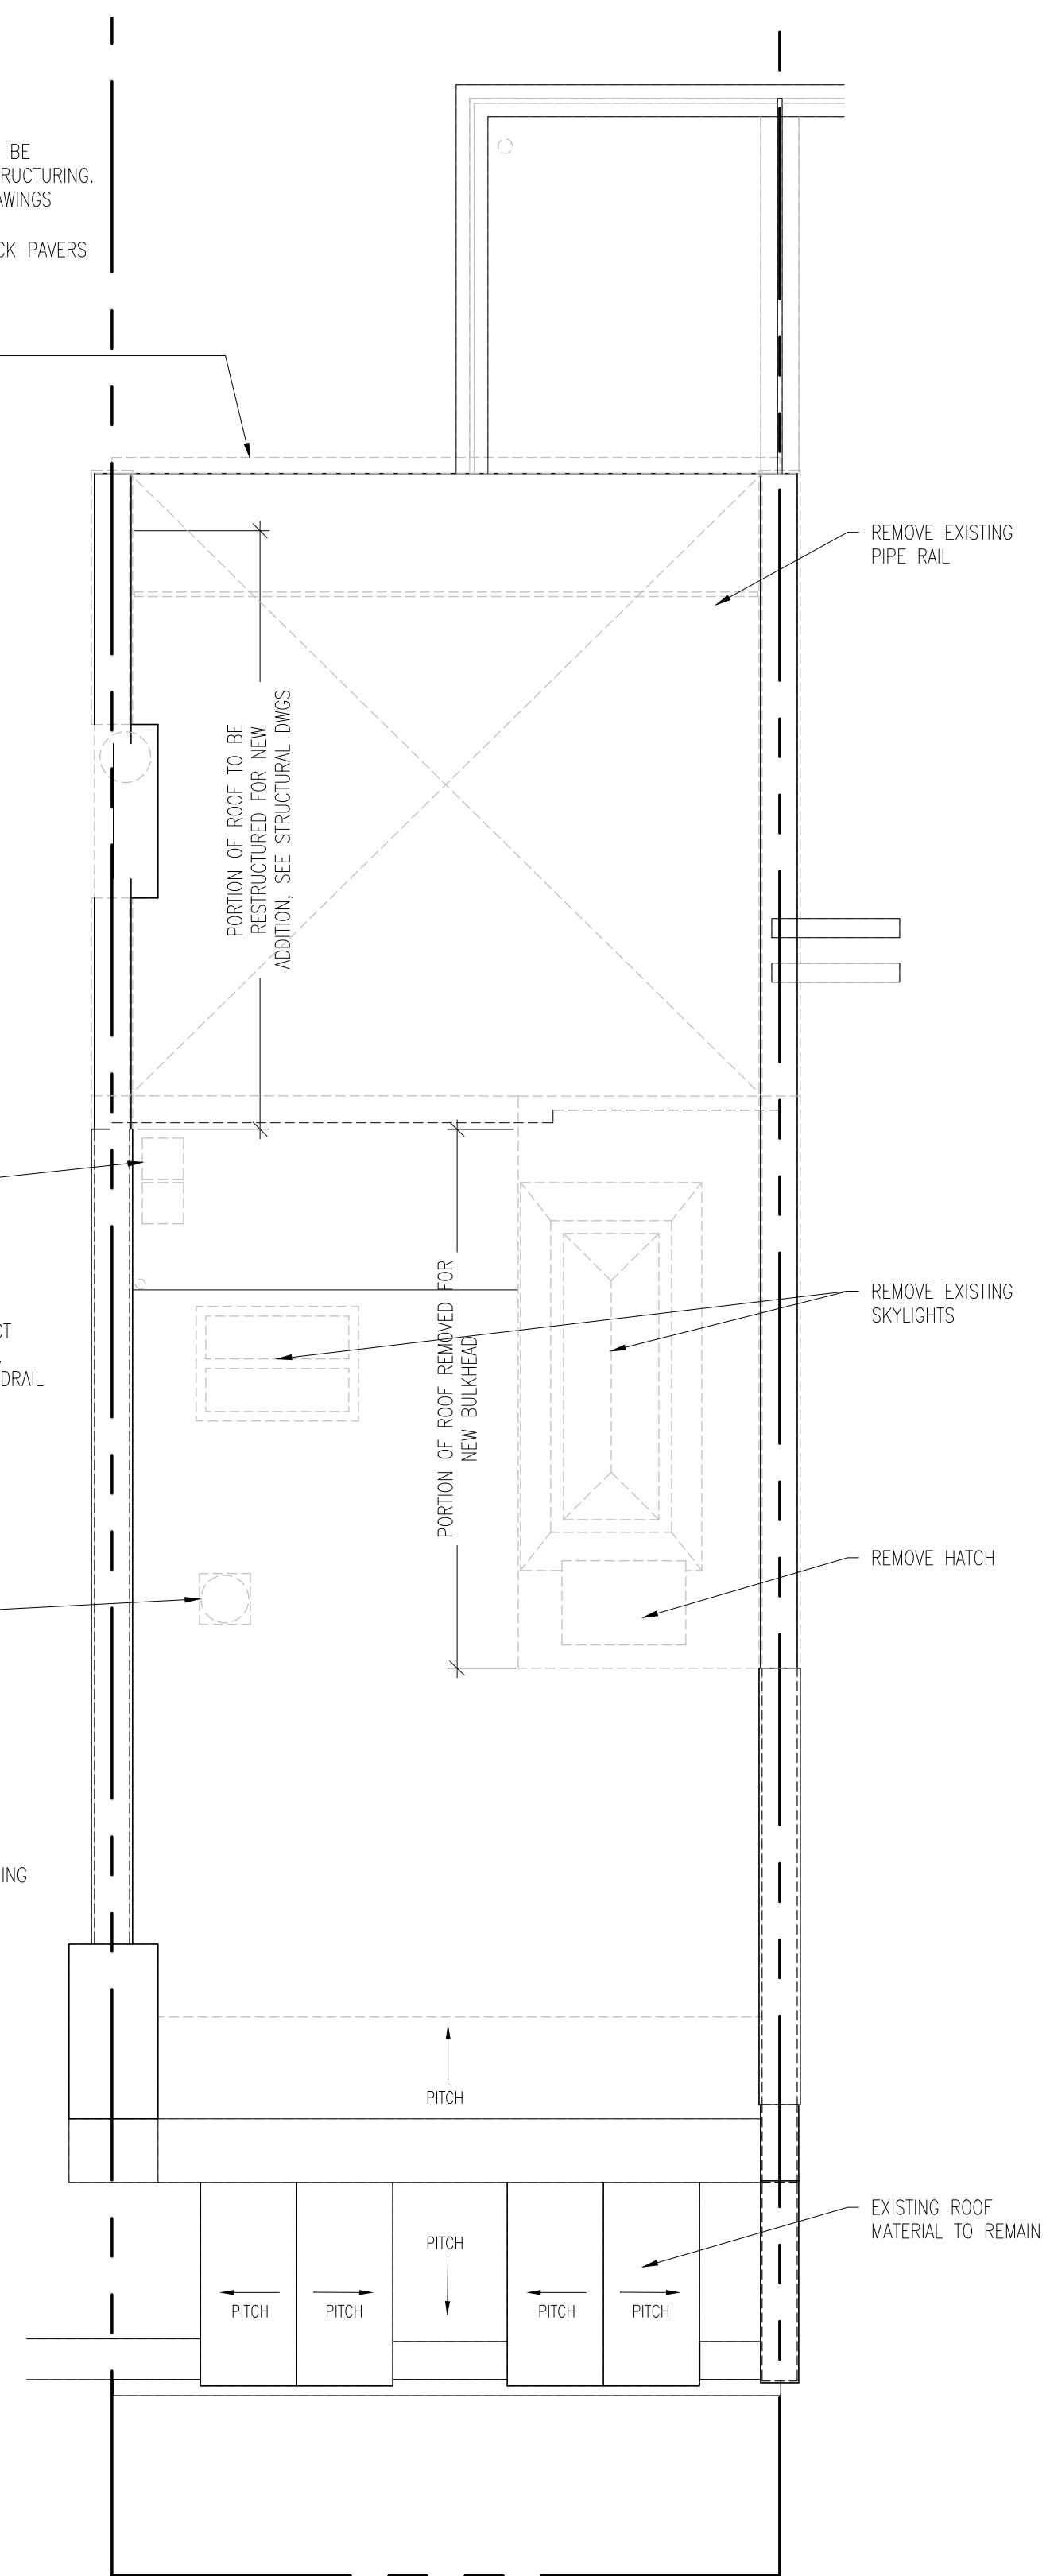 BE
RUCTURING.
AWINGS
CK PAVERS
REMOVE EXISTING
PIPE RAIL
PORTION OF ROOF TO BE
RESTRUCTURED FOR NEW
ADDITION, SEE STRUCTURAL DWGS
PORTION OF ROOF REMOVED FOR
NEW BULKHEAD
REMOVE EXISTING
SKYLIGHTS
CT
DRAIL
REMOVE HATCH
ING
PITCH
EXISTING ROOF
MATERIAL TO REMAIN
PITCH
PITCH
PITCH
PITCH
PITCH